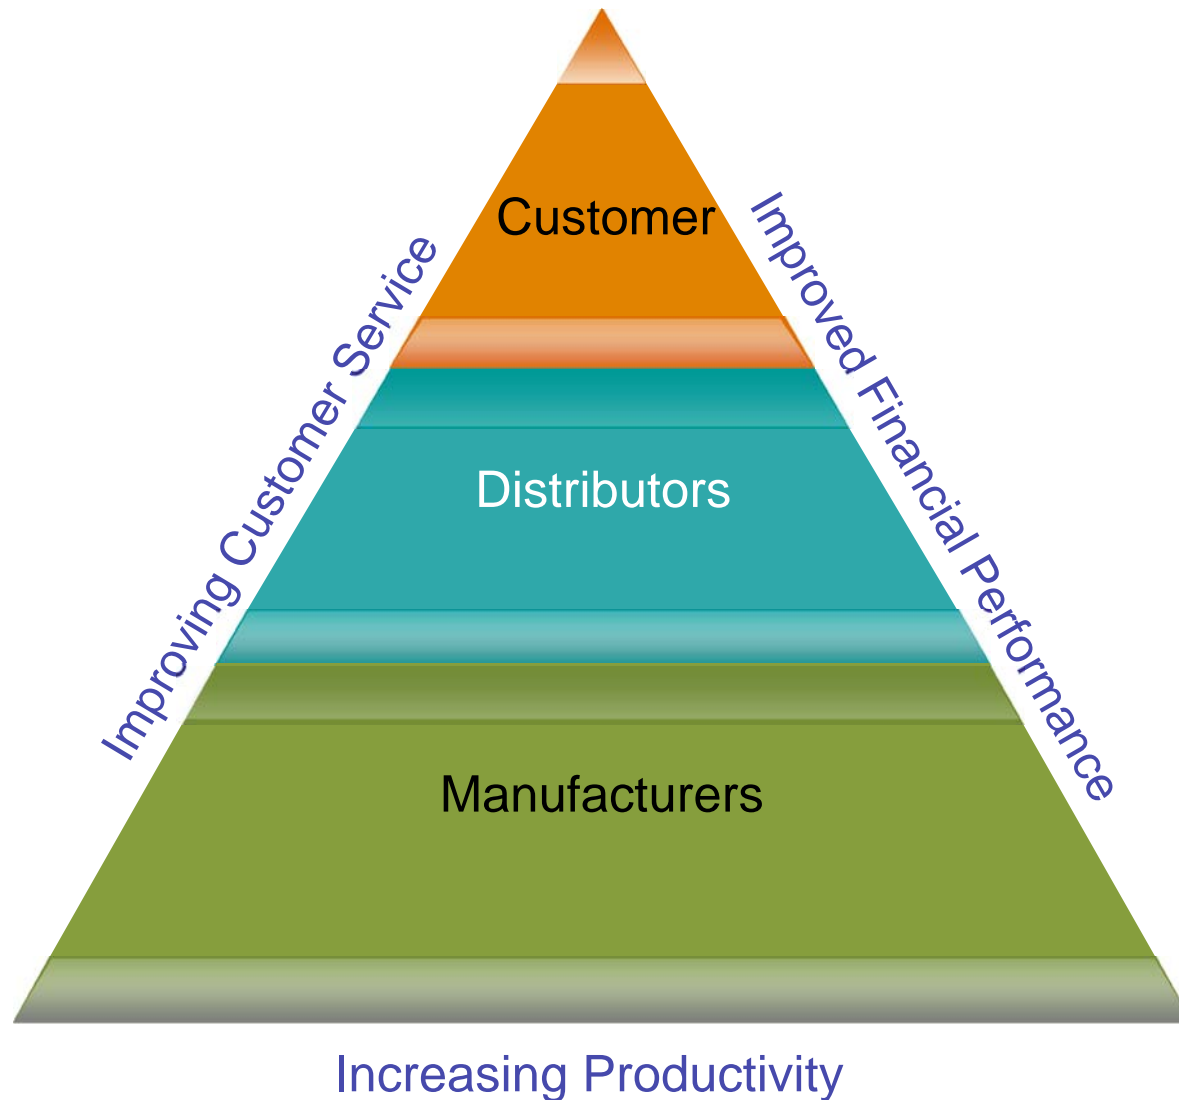 Customer
Improving Customer Service
Improved Financial Performance
Distributors
Manufacturers
Increasing Productivity